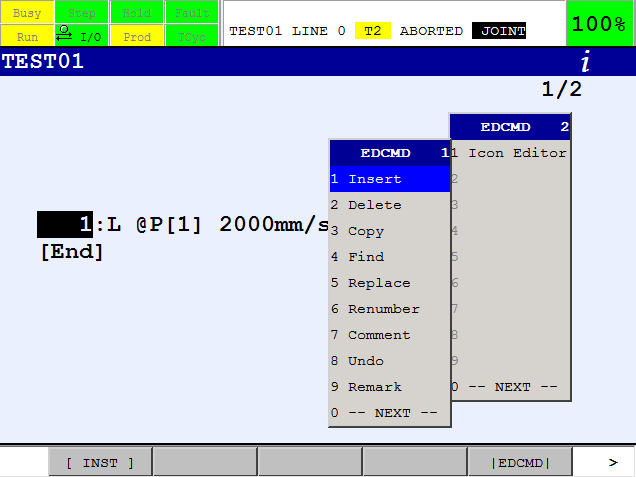 Busy Step Hold Fault
Run I/O Prod TCyc
TEST01 LINE 0 T2 ABORTED JOINT
100%
TEST01 i
1/2
EDCMD 1
1 Insert
2 Delete
3 Copy
4 Find
5 Replace
6 Renumber
7 Comment
8 Undo
9 Remark
0 -- NEXT --
EDCMD 2
1 Icon Editor
2
3
4
5
6
7
8
9
0 -- NEXT --
1:L @P[1] 2000mm/s
[End]
[ INST ] |EDCMD| >